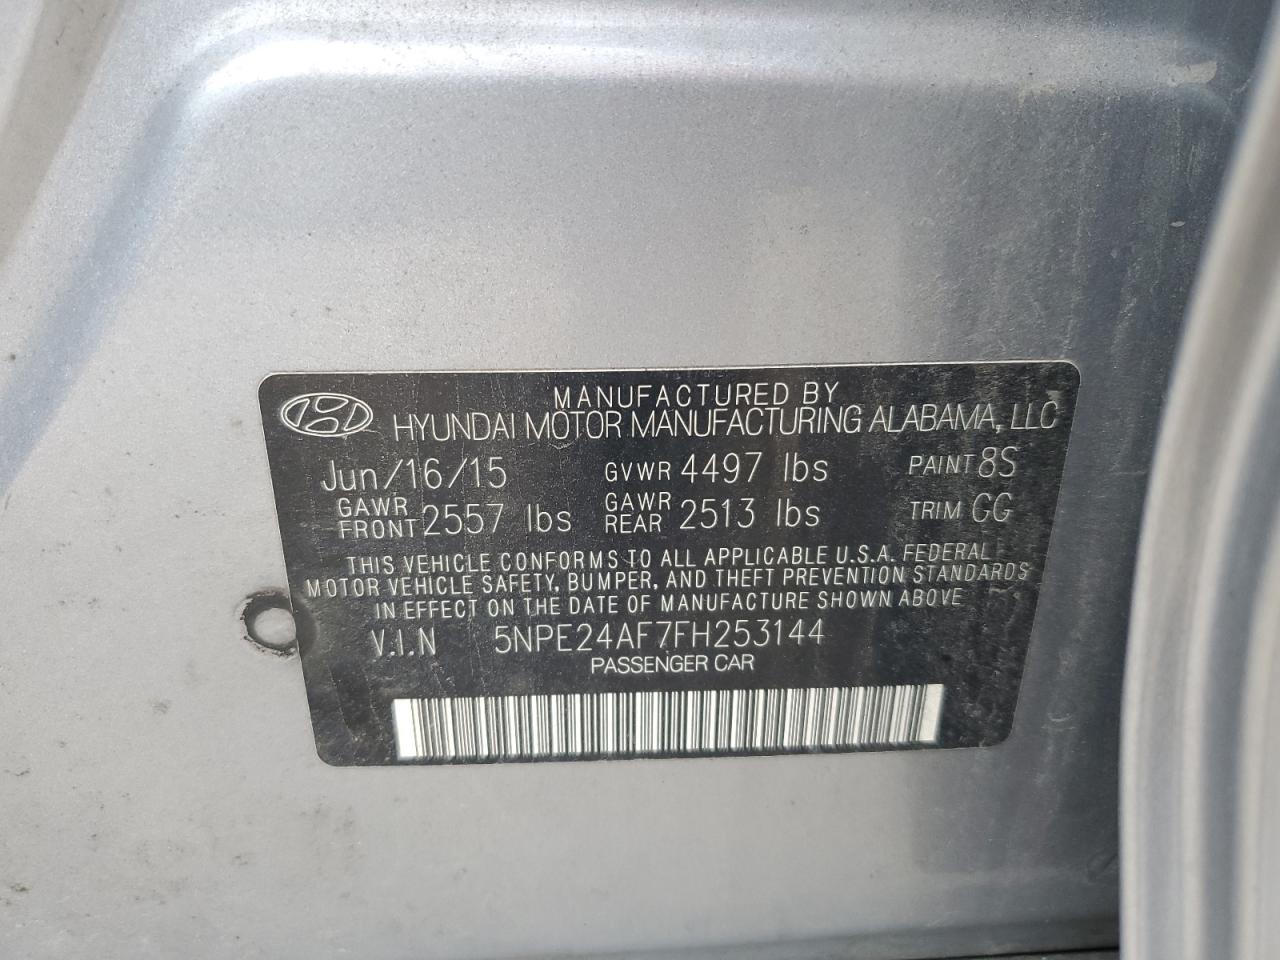 MANUFACTURED BY
HYUNDAI MOTOR MANUFACTURING ALABAMA, LLC
Jun/16/15 GVWR 4497 lbs PAINT 8S
GAWR FRONT 2557 lbs GAWR REAR 2513 lbs TRIM GG
THIS VEHICLE CONFORMS TO ALL APPLICABLE U.S.A. FEDERAL
MOTOR VEHICLE SAFETY, BUMPER, AND THEFT PREVENTION STANDARDS
IN EFFECT ON THE DATE OF MANUFACTURE SHOWN ABOVE
V.I.N 5NPE24AF7FH253144
PASSENGER CAR